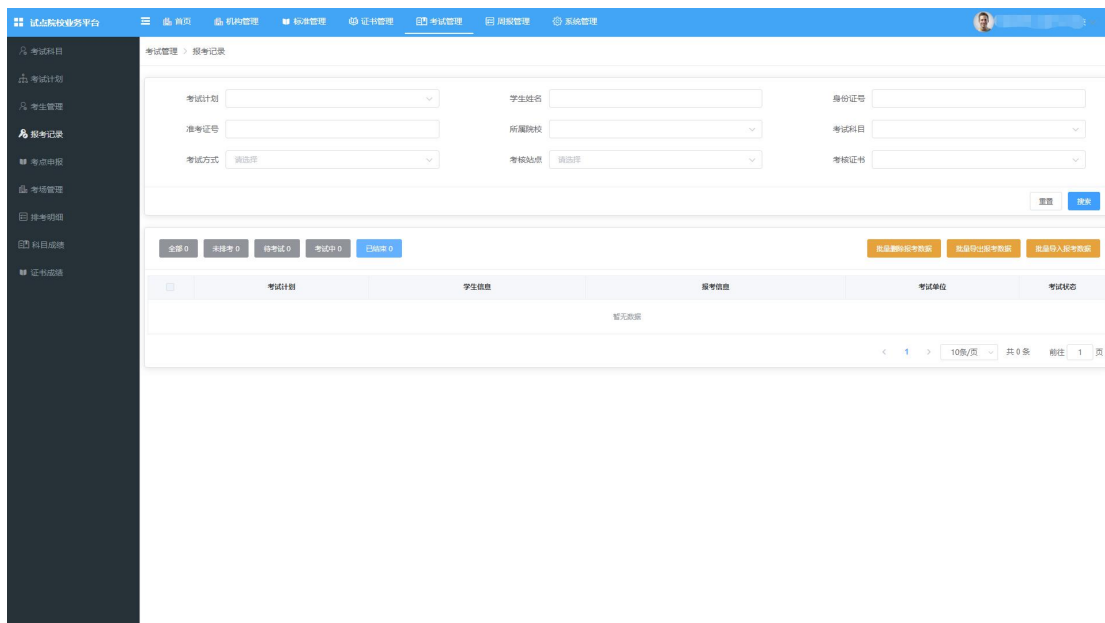 试点院校业务平台
首页 机构管理 标准管理 证书管理 考试管理 周报管理 系统管理
考试科目
考试计划
考生管理
报考记录
考点申报
考场管理
排考明细
科目成绩
证书成绩
考试管理 > 报考记录
考试计划 学生姓名 身份证号
准考证号 所属院校 考试科目
考试方式 请选择 考核站点 请选择 考核证书
重置 搜索
全部 0 未排考 0 待考试 0 考试中 0 已结束 0 批量删除报考数据 批量导出报考数据 批量导入报考数据
考试计划 学生信息 报考信息 考试单位 考试状态
暂无数据
< 1 > 10条/页 共 0 条 前往 1 页